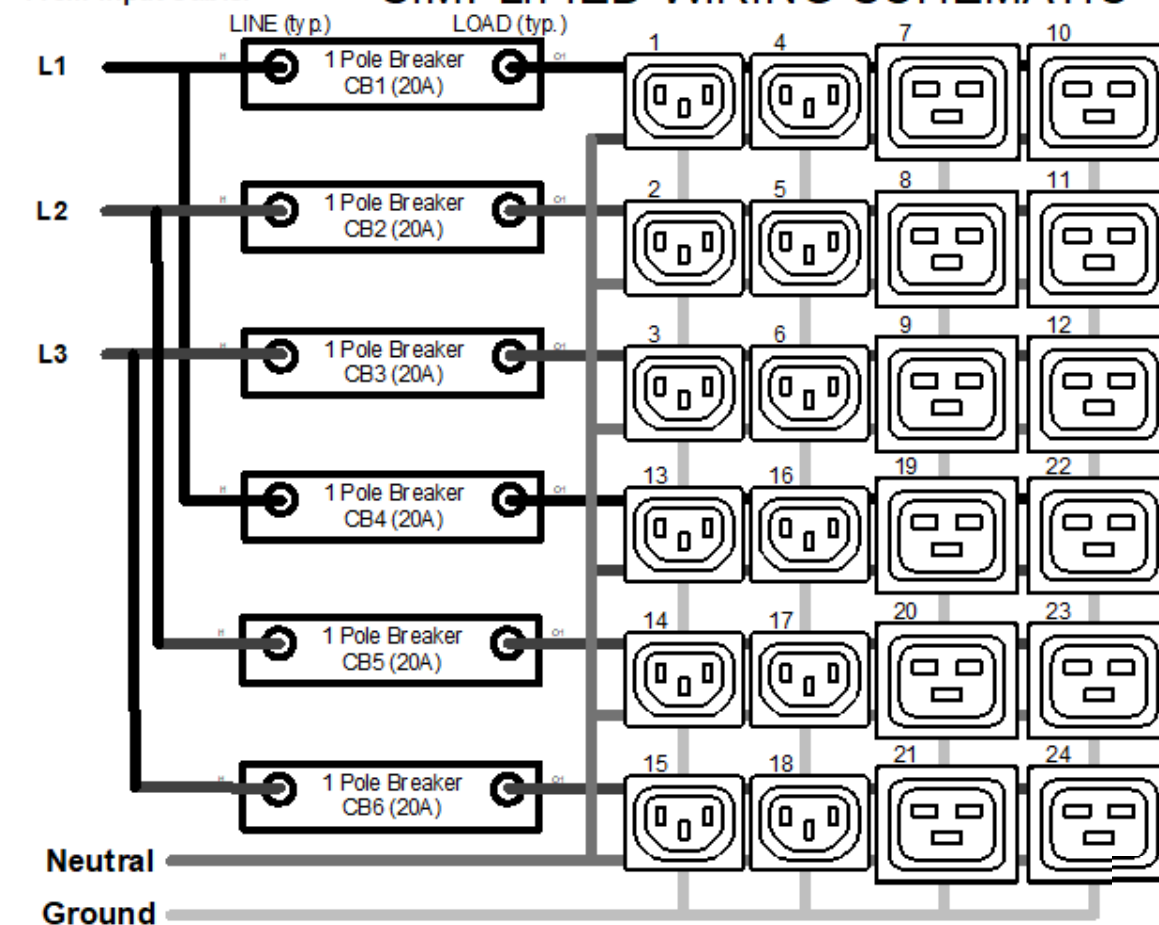 SIMPLIFIED WIRING SCHEMATIC
LINE (typ.) LOAD (typ.)
L1
1 Pole Breaker
CB1 (20A)
1 4 7 10
L2
1 Pole Breaker
CB2 (20A)
2 5 8 11
L3
1 Pole Breaker
CB3 (20A)
3 6 9 12
1 Pole Breaker
CB4 (20A)
13 16 19 22
1 Pole Breaker
CB5 (20A)
14 17 20 23
1 Pole Breaker
CB6 (20A)
15 18 21 24
Neutral
Ground